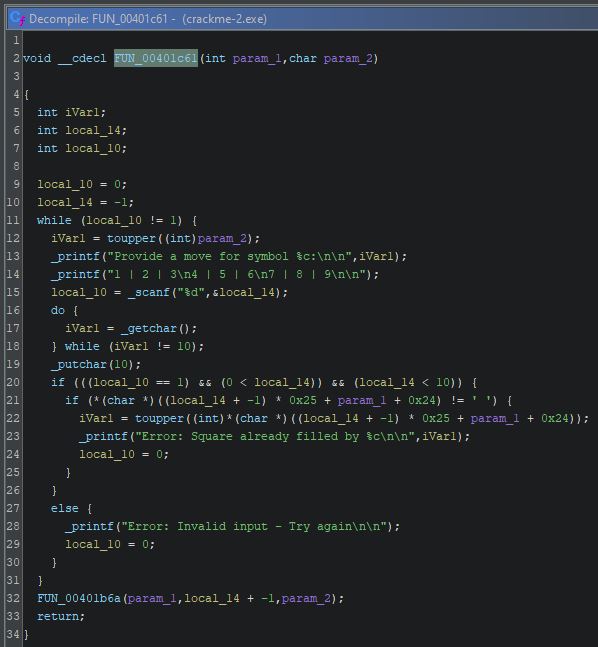 Decompile: FUN_00401c61 - (crackme-2.exe)
1
2 void __cdecl FUN_00401c61(int param_1,char param_2)
3
4 {
5   int iVar1;
6   int local_14;
7   int local_10;
8
9   local_10 = 0;
10   local_14 = -1;
11   while (local_10 != 1) {
12     iVar1 = toupper((int)param_2);
13     _printf("Provide a move for symbol %c:\n\n",iVar1);
14     _printf("1 | 2 | 3\n4 | 5 | 6\n7 | 8 | 9\n\n");
15     local_10 = _scanf("%d",&local_14);
16     do {
17       iVar1 = _getchar();
18     } while (iVar1 != 10);
19     _putchar(10);
20     if (((local_10 == 1) && (0 < local_14)) && (local_14 < 10)) {
21       if (*(char *)((local_14 + -1) * 0x25 + param_1 + 0x24) != ' ') {
22         iVar1 = toupper((int)*(char *)((local_14 + -1) * 0x25 + param_1 + 0x24));
23         _printf("Error: Square already filled by %c\n\n",iVar1);
24         local_10 = 0;
25       }
26     }
27     else {
28       _printf("Error: Invalid input - Try again\n\n");
29       local_10 = 0;
30     }
31   }
32   FUN_00401b6a(param_1,local_14 + -1,param_2);
33   return;
34 }